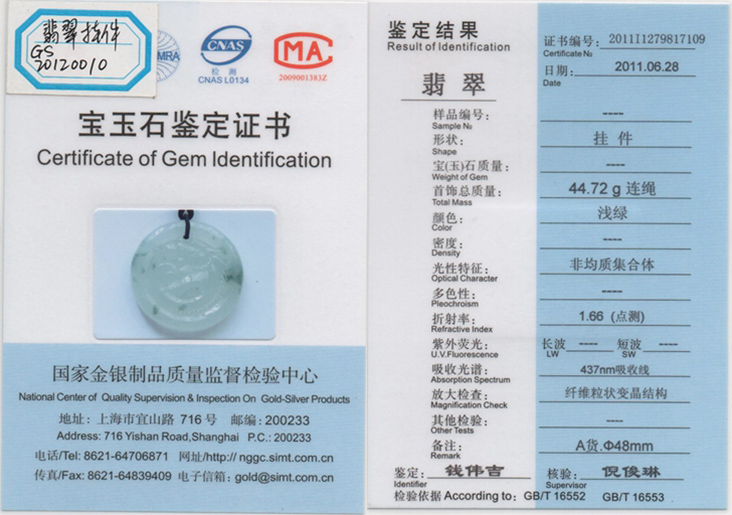 翡翠挂件
GS
20120010
MRA
CNAS
检 测
CNAS L0134
MA
2009001383Z
宝玉石鉴定证书
Certificate of Gem Identification
国家金银制品质量监督检验中心
National Center of Quality Supervision & Inspection On Gold-Silver Products
地址: 上海市宜山路 716 号 邮编: 200233
Address: 716 Yishan Road,Shanghai P.C.: 200233
电话/Tel: 8621-64706871 网址/http:// nggc.simt.com.cn
传真/Fax: 8621-64839409 电子信箱: gold@simt.com.cn
鉴定结果
Result of Identification
证书编号: 2011I1279817109
Certificate №
日期: 2011.06.28
Date
翡 翠
样品编号: ----
Sample №
形状: 挂 件
Shape
宝(玉)石质量: ----
Weight of Gem
首饰总质量: 44.72 g 连绳
Total Mass
颜色: 浅绿
Color
密度: ----
Density
光性特征: 非均质集合体
Optical Character
多色性: ----
Pleochroism
折射率: 1.66 (点测)
Refractive Index
紫外荧光: 长波 ---- 短波 ----
U.V.Fluorescence LW SW
吸收光谱: 437nm吸收线
Absorption Spectrum
放大检查: 纤维粒状变晶结构
Magnification Check
其他检验: ----
Other Tests
备注: A货.Φ48mm
Remark
鉴定: 钱伟吉 核验: 倪俊琳
Identifier Supervisor
检验依据 According to: GB/T 16552 GB/T 16553